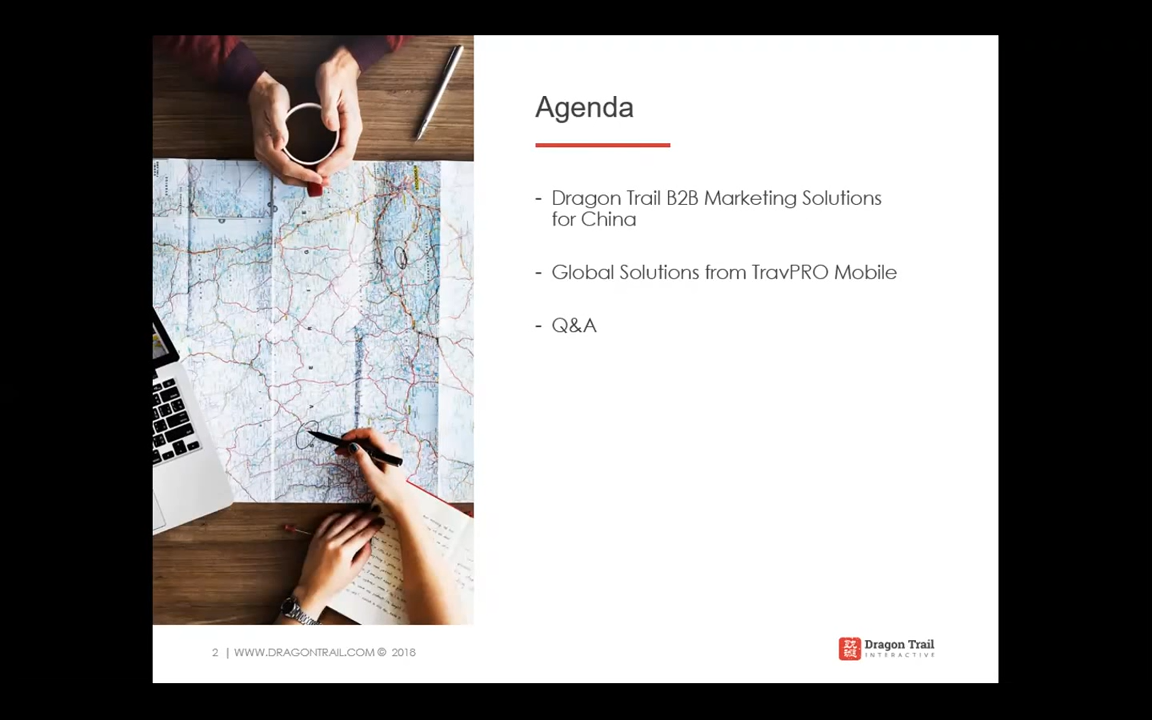 Agenda
- Dragon Trail B2B Marketing Solutions
for China
- Global Solutions from TravPRO Mobile
- Q&A
2 | WWW.DRAGONTRAIL.COM © 2018
Dragon Trail
INTERACTIVE